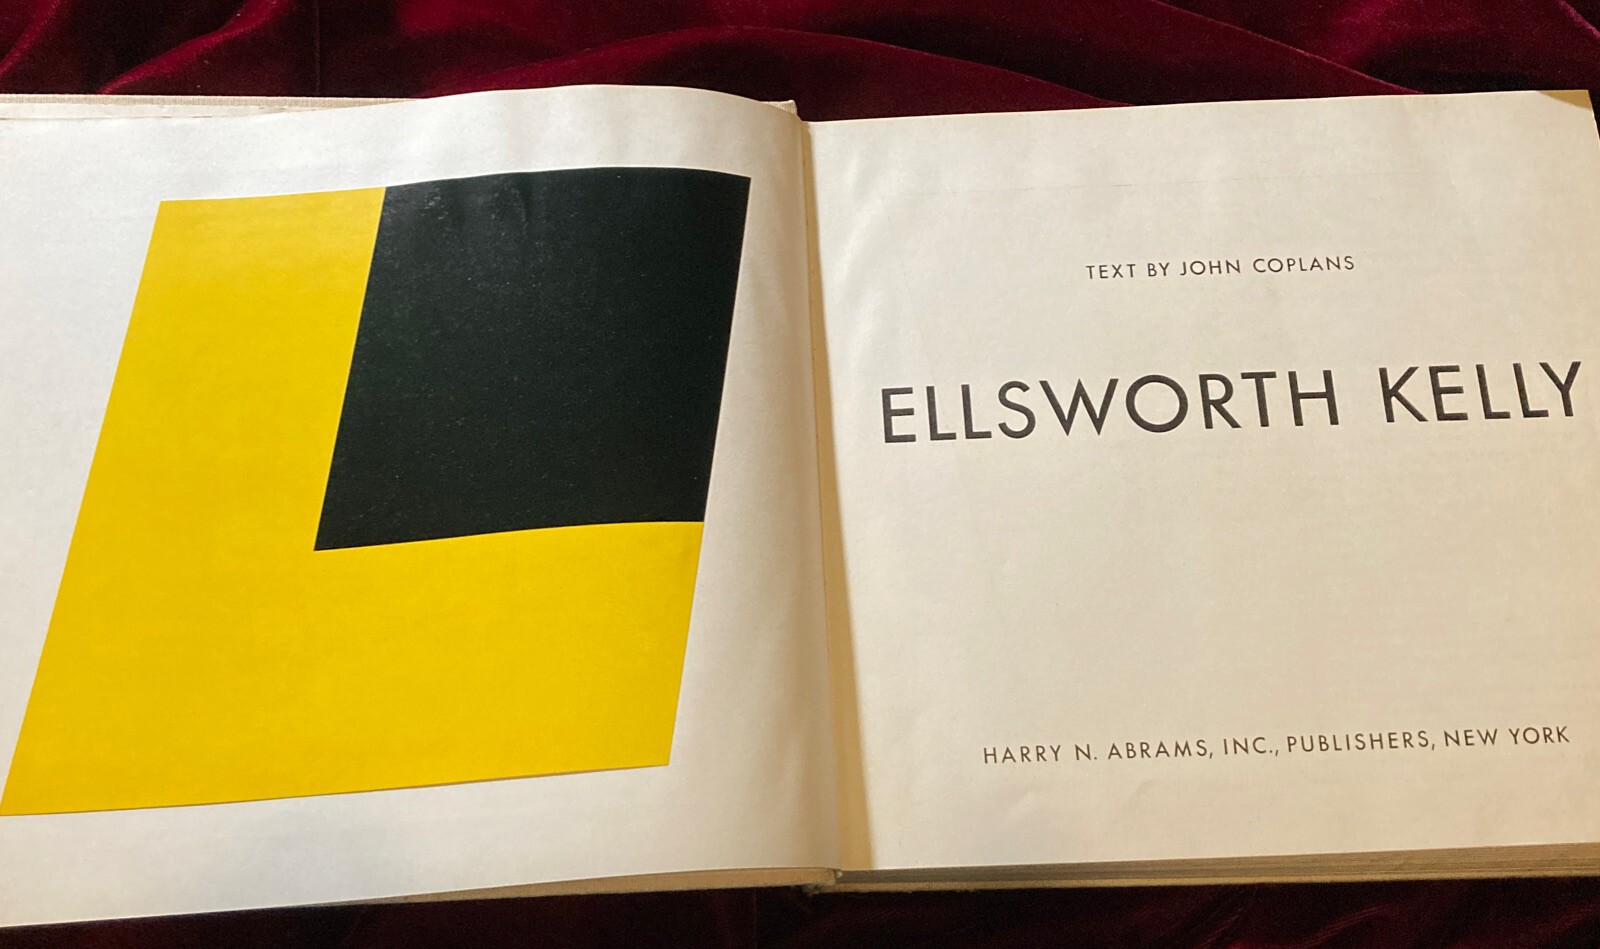 TEXT BY JOHN COPLANS
ELLSWORTH KELLY
HARRY N. ABRAMS, INC., PUBLISHERS, NEW YORK